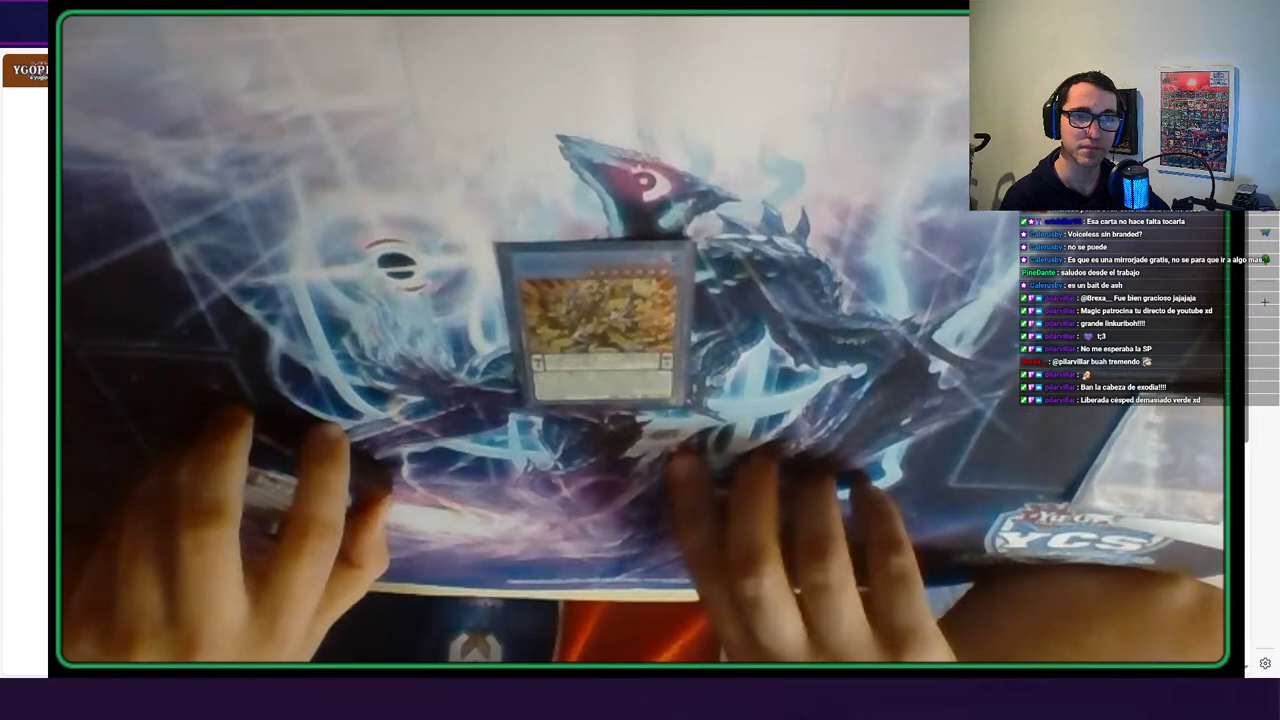 YGOP
Esa carta no hace falta tocarla
Calerusby : Voiceless sin branded?
Calerusby : no se puede
Calerusby : Es que es una mirrorjade gratis, no se para que ir a algo mas
PineDante : saludos desde el trabajo
Calerusby : es un bait de ash
pilarvillar : @Brexa__ Fue bien gracioso jajajaja
pilarvillar : Magic patrocina tu directo de youtube xd
pilarvillar : grande linkuriboh!!!!
pilarvillar :
pilarvillar : No me esperaba la SP
: @pilarvillar buah tremendo
pilarvillar :
pilarvillar : Ban la cabeza de exodia!!!!
pilarvillar : Liberada césped demasiado verde xd
YCS